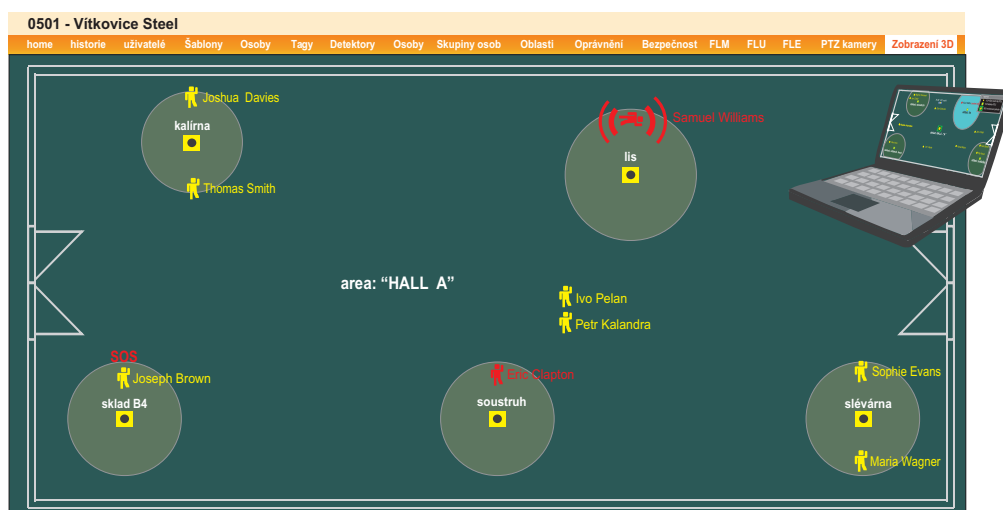 0501 - Vítkovice Steel
home historie uživatelé Šablony Osoby Tagy Detektory Osoby Skupiny osob Oblasti Oprávnění Bezpečnost FLM FLU FLE PTZ kamery Zobrazení 3D
Joshua Davies
kalírna
Thomas Smith
Samuel Williams
lis
area: “HALL A”
Ivo Pelan
Petr Kalandra
SOS
Joseph Brown
sklad B4
Eric Clapton
soustruh
Sophie Evans
slévárna
Maria Wagner